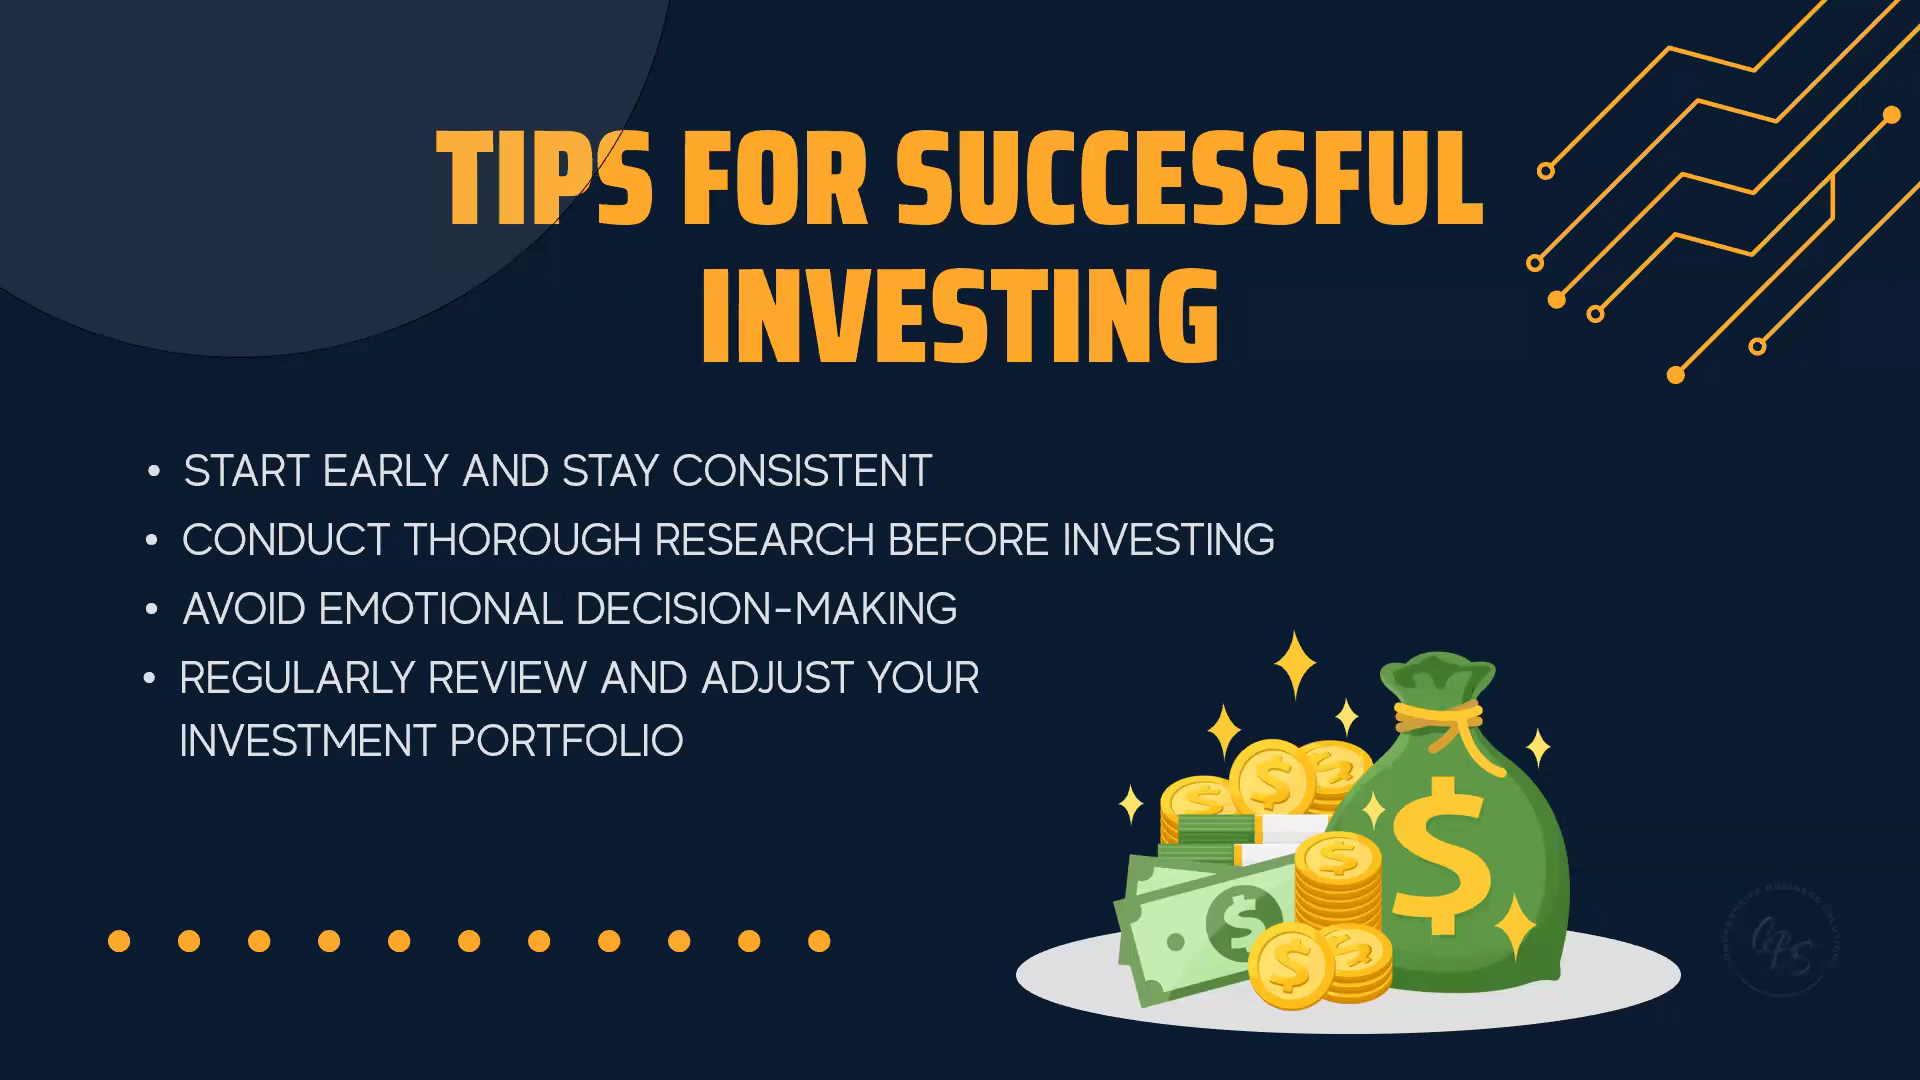 TIPS FOR SUCCESSFUL
INVESTING
• START EARLY AND STAY CONSISTENT
• CONDUCT THOROUGH RESEARCH BEFORE INVESTING
• AVOID EMOTIONAL DECISION-MAKING
• REGULARLY REVIEW AND ADJUST YOUR
INVESTMENT PORTFOLIO
$